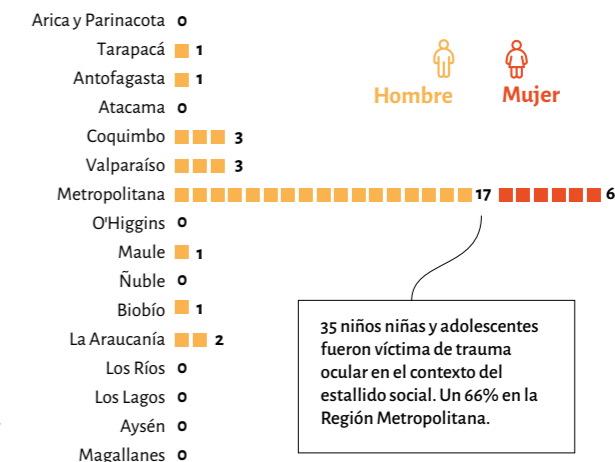 Arica y Parinacota 0
Tarapacá 1
Antofagasta 1
Atacama 0
Coquimbo 3
Valparaíso 3
Metropolitana 17 6
O'Higgins 0
Maule 1
Ñuble 0
Biobío 1
La Araucanía 2
Los Ríos 0
Los Lagos 0
Aysén 0
Magallanes 0
Hombre Mujer
35 niños niñas y adolescentes
fueron víctima de trauma
ocular en el contexto del
estallido social. Un 66% en la
Región Metropolitana.